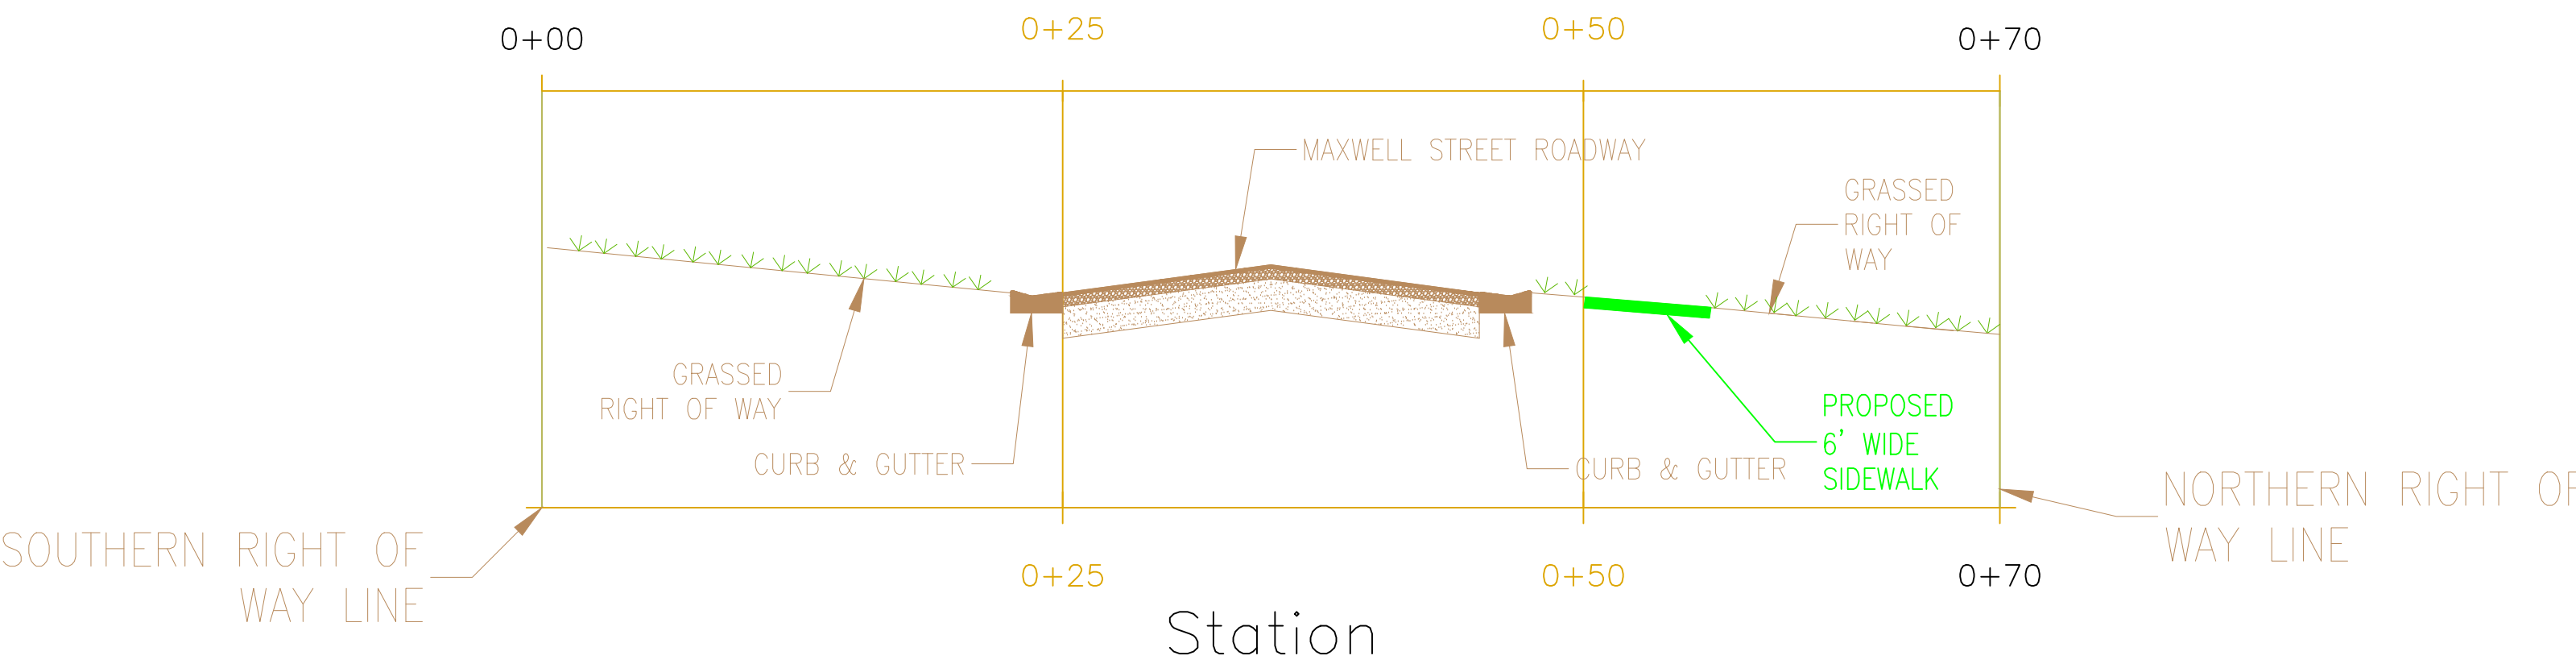 0+00
0+25
0+50
0+70
MAXWELL STREET ROADWAY
GRASSED
RIGHT OF
WAY
GRASSED
RIGHT OF WAY
CURB & GUTTER
CURB & GUTTER
PROPOSED
6' WIDE
SIDEWALK
SOUTHERN RIGHT OF
WAY LINE
NORTHERN RIGHT OF
WAY LINE
0+25
0+50
0+70
Station